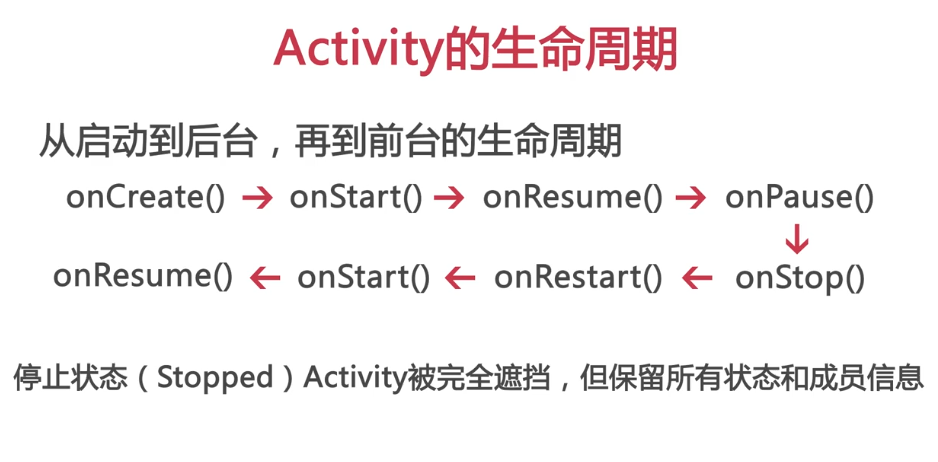 Activity的生命周期
从启动到后台，再到前台的生命周期
onCreate() → onStart() → onResume() → onPause()
↓
onResume() ← onStart() ← onRestart() ← onStop()
停止状态（Stopped）Activity被完全遮挡，但保留所有状态和成员信息